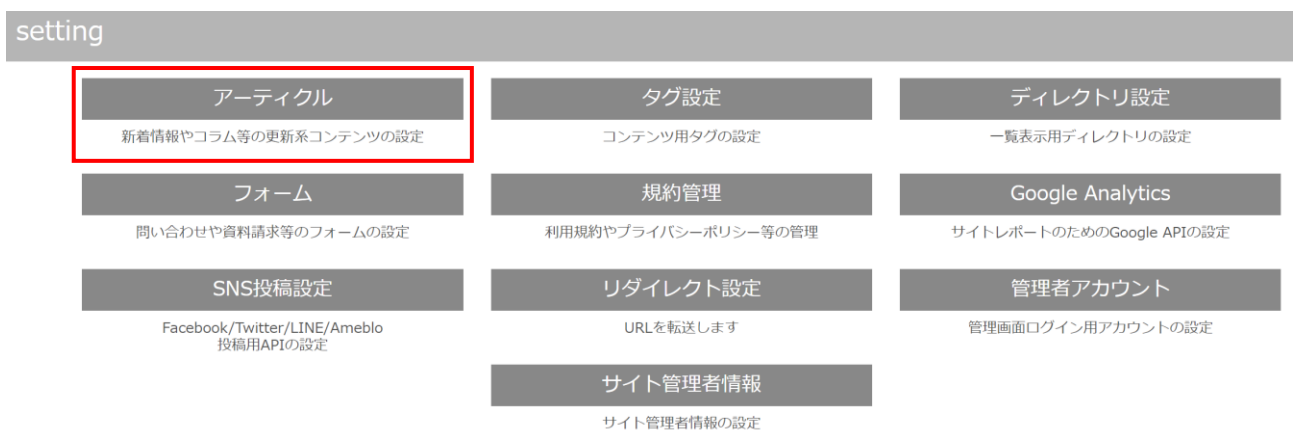 setting
アーティクル
新着情報やコラム等の更新系コンテンツの設定
タグ設定
コンテンツ用タグの設定
ディレクトリ設定
一覧表示用ディレクトリの設定
フォーム
問い合わせや資料請求等のフォームの設定
規約管理
利用規約やプライバシーポリシー等の管理
Google Analytics
サイトレポートのためのGoogle APIの設定
SNS投稿設定
Facebook/Twitter/LINE/Ameblo
投稿用APIの設定
リダイレクト設定
URLを転送します
管理者アカウント
管理画面ログイン用アカウントの設定
サイト管理者情報
サイト管理者情報の設定